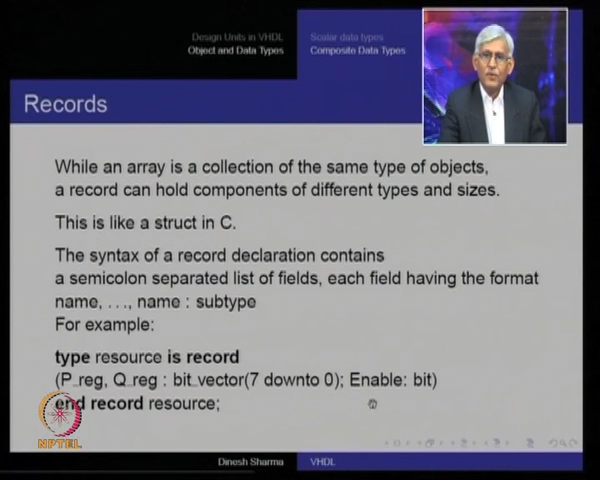 Design Units in VHDL
Object and Data Types
Scalar data types
Composite Data Types
Records
While an array is a collection of the same type of objects,
a record can hold components of different types and sizes.
This is like a struct in C.
The syntax of a record declaration contains
a semicolon separated list of fields, each field having the format
name, . . ., name : subtype
For example:
type resource is record
(P_reg, Q_reg : bit_vector(7 downto 0); Enable: bit)
end record resource;
NPTEL
Dinesh Sharma
VHDL